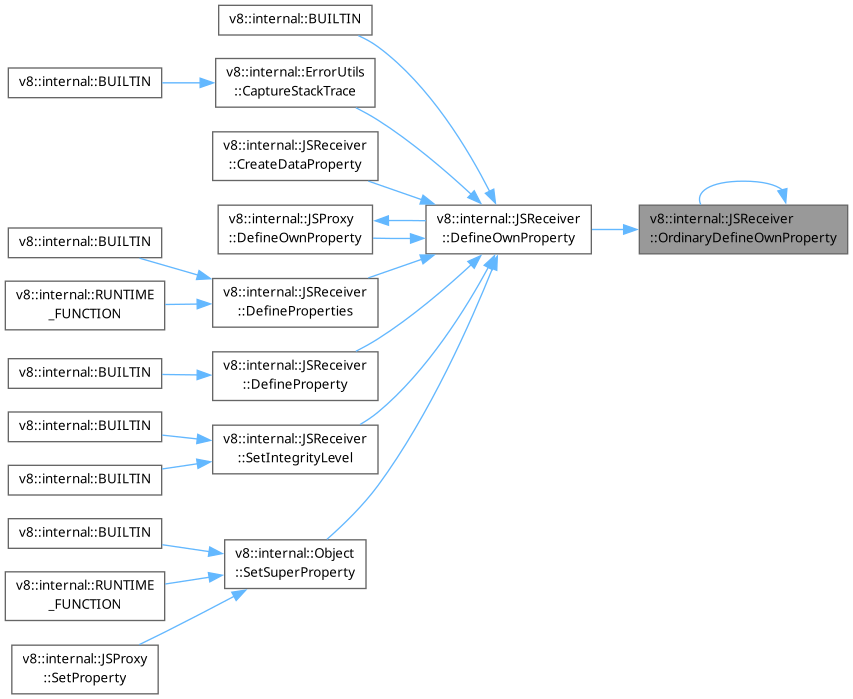 v8::internal::BUILTIN
v8::internal::ErrorUtils
::CaptureStackTrace
v8::internal::BUILTIN
v8::internal::JSReceiver
::CreateDataProperty
v8::internal::JSProxy
::DefineOwnProperty
v8::internal::JSReceiver
::DefineOwnProperty
v8::internal::JSReceiver
::OrdinaryDefineOwnProperty
v8::internal::BUILTIN
v8::internal::RUNTIME
_FUNCTION
v8::internal::JSReceiver
::DefineProperties
v8::internal::BUILTIN
v8::internal::JSReceiver
::DefineProperty
v8::internal::BUILTIN
v8::internal::JSReceiver
::SetIntegrityLevel
v8::internal::BUILTIN
v8::internal::BUILTIN
v8::internal::Object
::SetSuperProperty
v8::internal::RUNTIME
_FUNCTION
v8::internal::JSProxy
::SetProperty